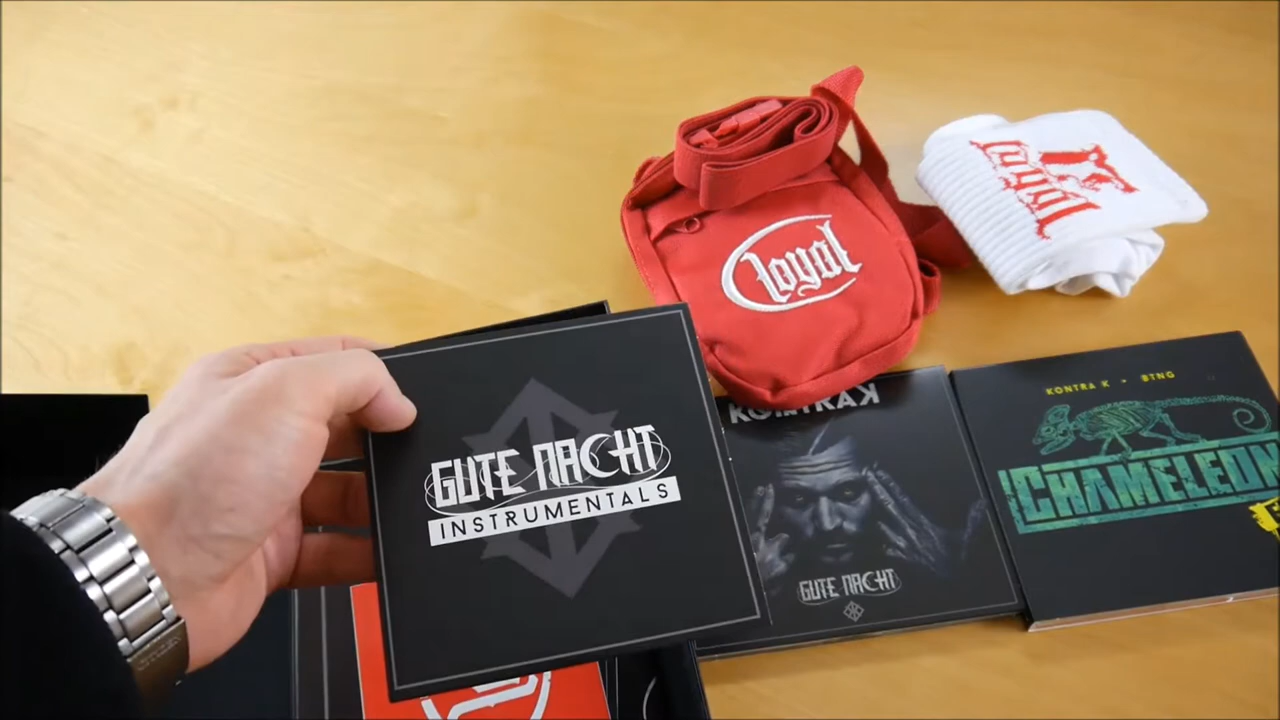 loyal
L
loyal
KONTRA K
GUTE NACHT
INSTRUMENTALS
GUTE NACHT
KONTRA K • BTNG
CHAMELEON